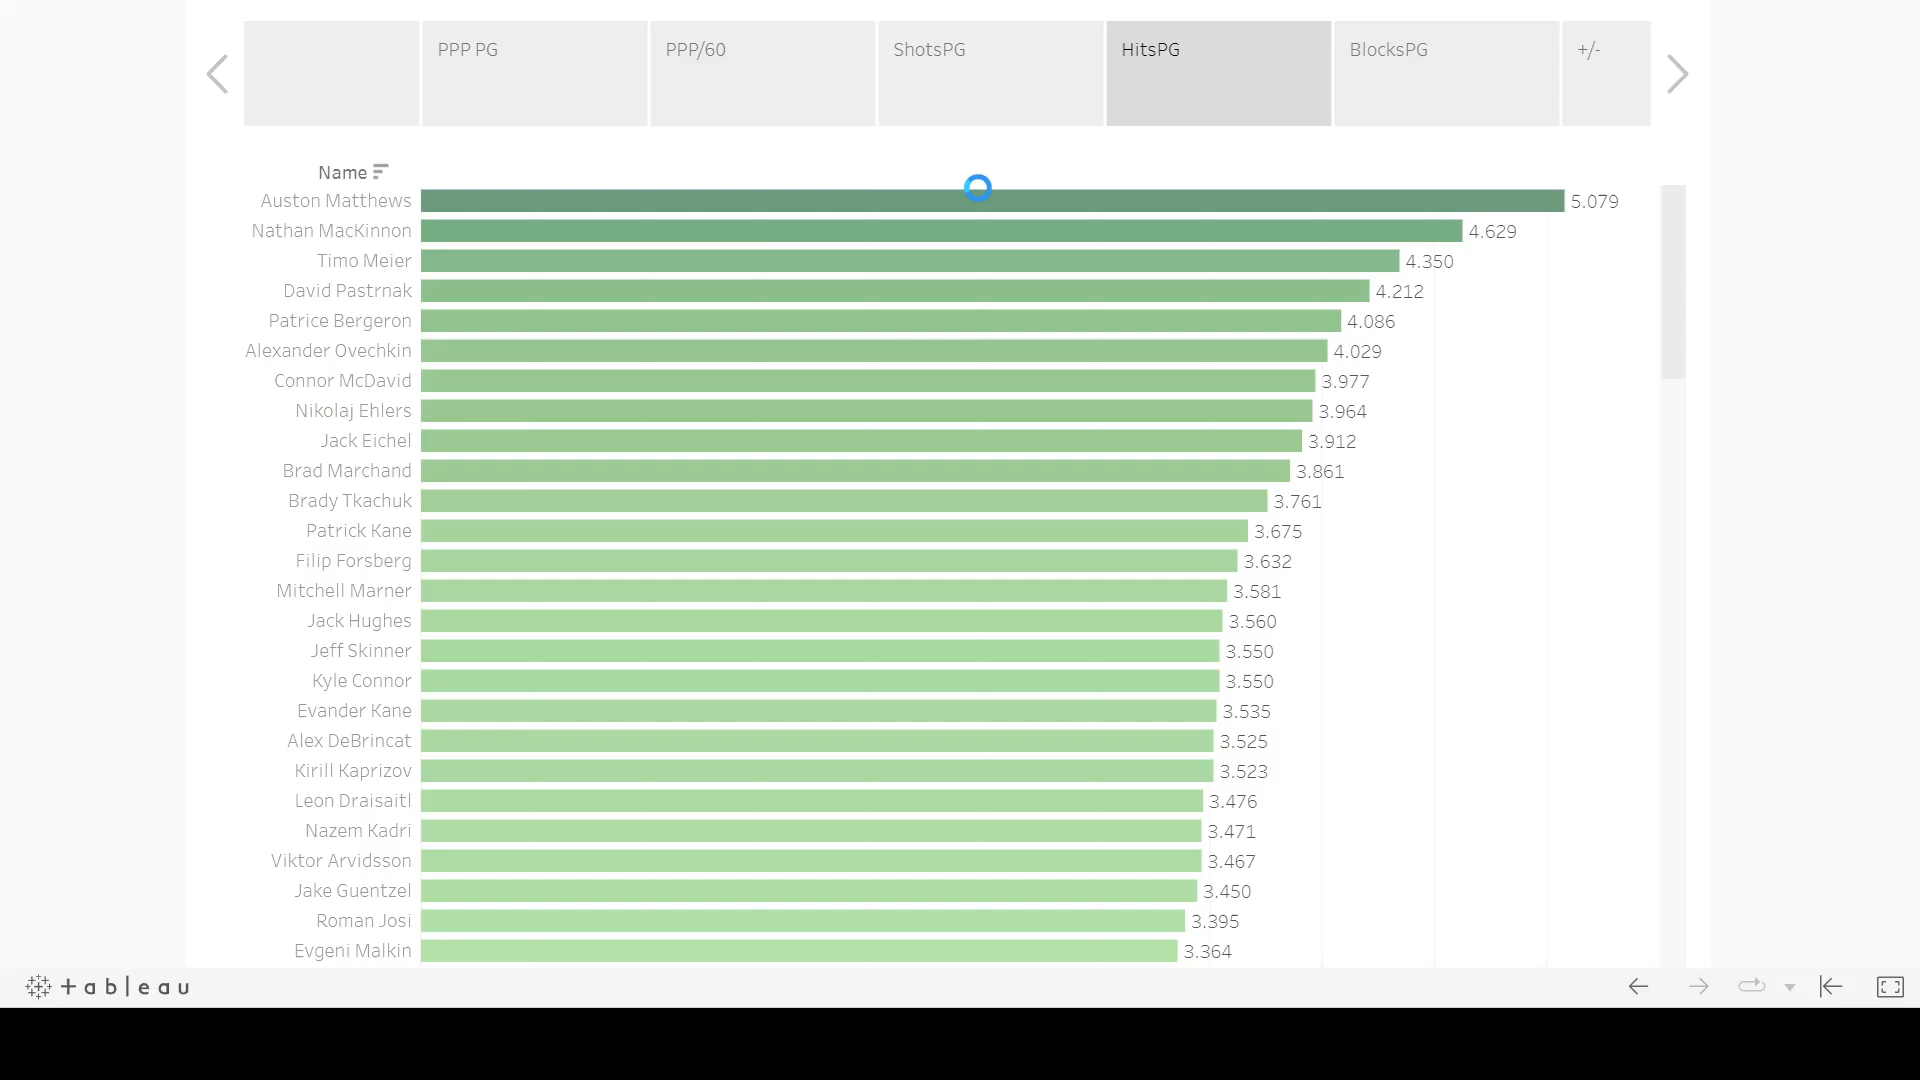 PPP PG
PPP/60
ShotsPG
HitsPG
BlocksPG
+/-
Name
Auston Matthews 5.079
Nathan MacKinnon 4.629
Timo Meier 4.350
David Pastrnak 4.212
Patrice Bergeron 4.086
Alexander Ovechkin 4.029
Connor McDavid 3.977
Nikolaj Ehlers 3.964
Jack Eichel 3.912
Brad Marchand 3.861
Brady Tkachuk 3.761
Patrick Kane 3.675
Filip Forsberg 3.632
Mitchell Marner 3.581
Jack Hughes 3.560
Jeff Skinner 3.550
Kyle Connor 3.550
Evander Kane 3.535
Alex DeBrincat 3.525
Kirill Kaprizov 3.523
Leon Draisaitl 3.476
Nazem Kadri 3.471
Viktor Arvidsson 3.467
Jake Guentzel 3.450
Roman Josi 3.395
Evgeni Malkin 3.364
+ableau